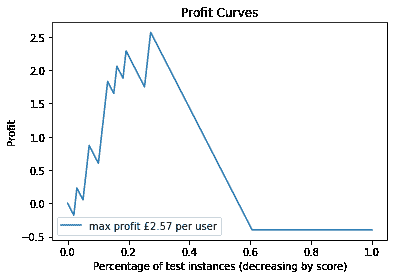 Profit Curves
Profit
2.5
2.0
1.5
1.0
0.5
0.0
−0.5
max profit £2.57 per user
0.0 0.2 0.4 0.6 0.8 1.0
Percentage of test instances (decreasing by score)